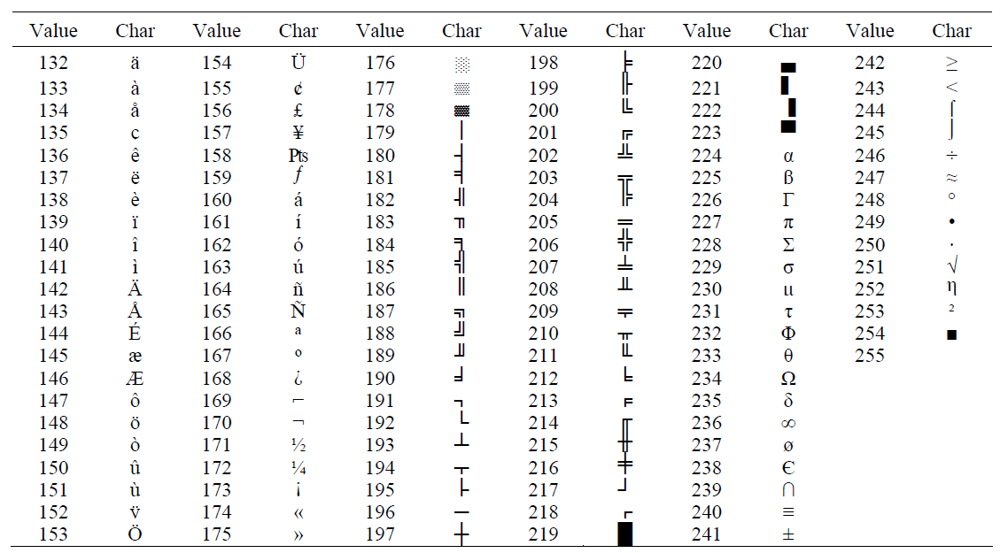 Value Char Value Char Value Char Value Char Value Char Value Char
132 ä 154 Ü 176 ░ 198 ╞ 220 ▄ 242 ≥
133 à 155 ¢ 177 ▒ 199 ╟ 221 ▌ 243 <
134 å 156 £ 178 ▓ 200 ╚ 222 ▐ 244 ⌠
135 c 157 ¥ 179 │ 201 ╔ 223 ▀ 245 ⌡
136 ê 158 ₧ 180 ┤ 202 ╩ 224 α 246 ÷
137 ë 159 ƒ 181 ╡ 203 ╦ 225 β 247 ≈
138 è 160 á 182 ╢ 204 ╠ 226 Γ 248 °
139 ï 161 í 183 ╖ 205 ═ 227 π 249 •
140 î 162 ó 184 ╕ 206 ╬ 228 Σ 250 ·
141 ì 163 ú 185 ╣ 207 ╧ 229 σ 251 √
142 Ä 164 ñ 186 ║ 208 ╨ 230 µ 252 η
143 Å 165 Ñ 187 ╗ 209 ╤ 231 τ 253 ²
144 É 166 ª 188 ╝ 210 ╥ 232 Φ 254 ■
145 æ 167 º 189 ╜ 211 ╙ 233 θ 255
146 Æ 168 ¿ 190 ╛ 212 ╘ 234 Ω
147 ô 169 ⌐ 191 ┐ 213 ╒ 235 δ
148 ö 170 ¬ 192 └ 214 ╓ 236 ∞
149 ò 171 ½ 193 ┴ 215 ╫ 237 ø
150 û 172 ¼ 194 ┬ 216 ╪ 238 Є
151 ù 173 ¡ 195 ├ 217 ┘ 239 ∩
152 v̈ 174 « 196 ─ 218 ┌ 240 ≡
153 Ö 175 » 197 ┼ 219 █ 241 ±